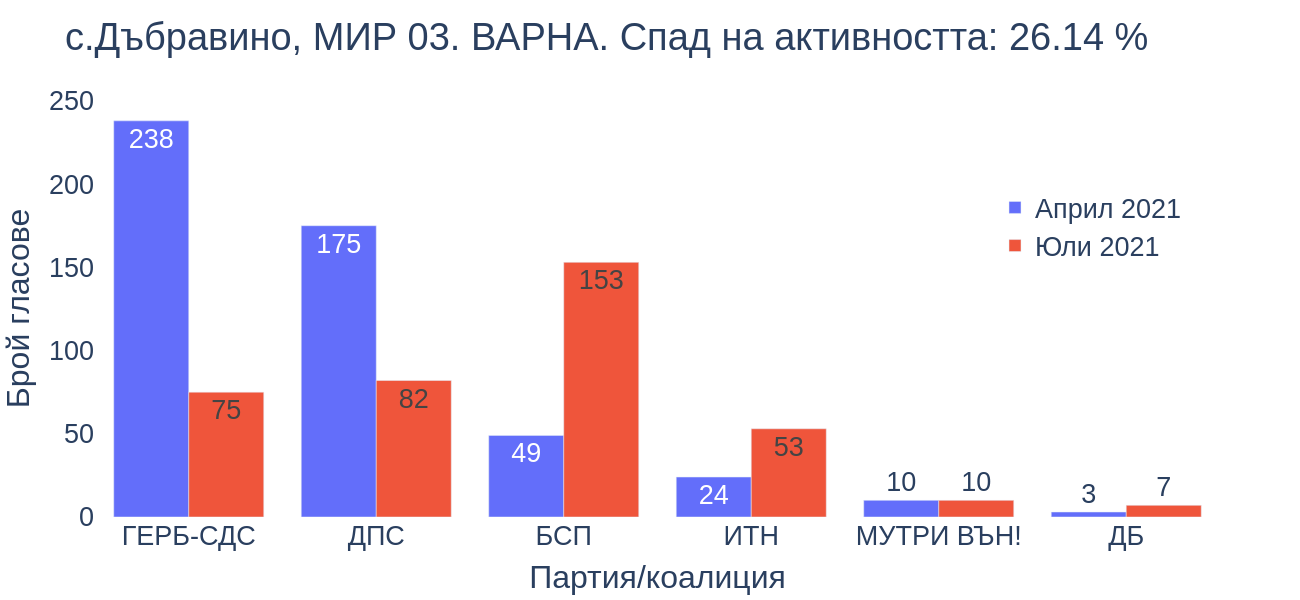 с.Дъбравино, МИР 03. ВАРНА. Спад на активността: 26.14 %
Брой гласове
250
200
150
100
50
0
238
75
175
82
49
153
24
53
10
10
3
7
Април 2021
Юли 2021
ГЕРБ-СДС
ДПС
БСП
ИТН
МУТРИ ВЪН!
ДБ
Партия/коалиция